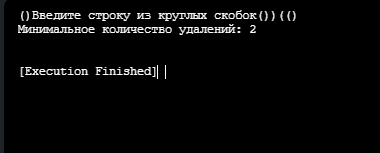 ()Введите строку из круглых скобок())(()
Минимальное количество удалений: 2
[Execution Finished]